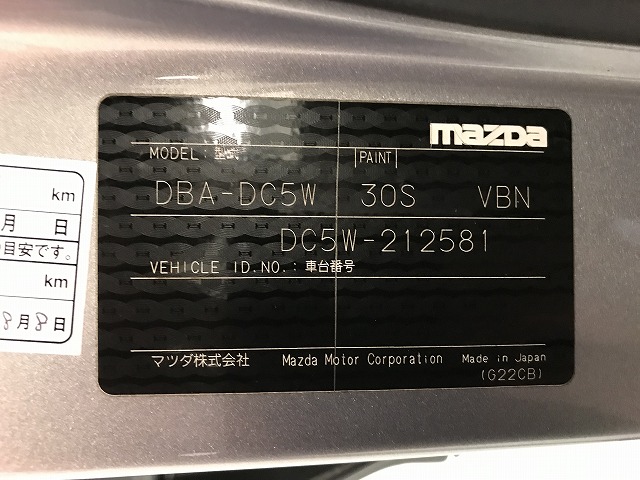 mazda
MODEL: 型式 PAINT
DBA-DC5W 30S VBN
DC5W-212581
VEHICLE ID.NO.: 車台番号
マツダ株式会社 Mazda Motor Corporation Made in Japan
(G22CB)
km
月 日
目安です。
km
8月8日